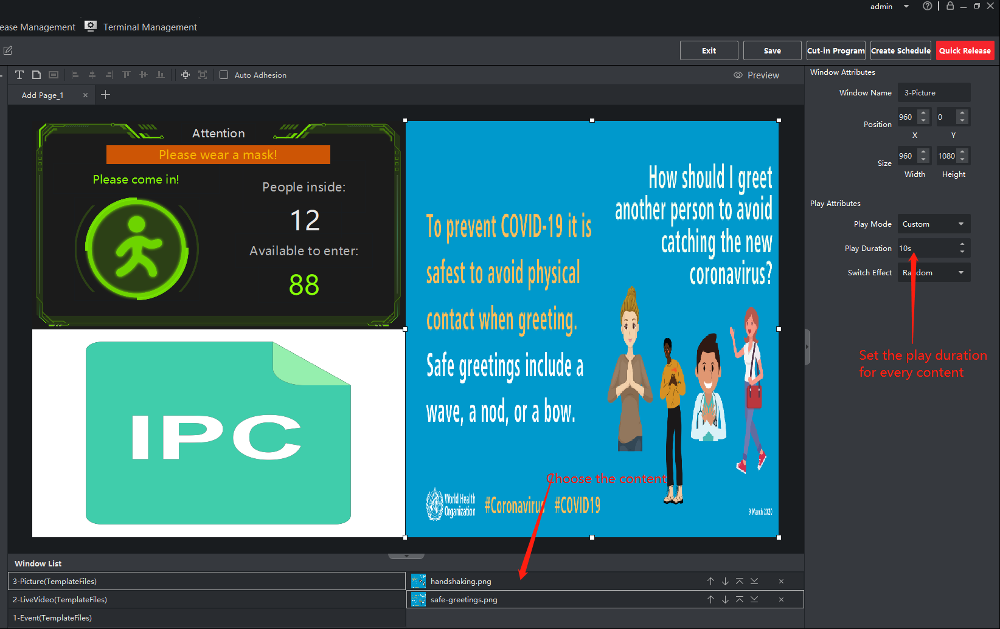 admin
ease Management
Terminal Management
Exit
Save
Cut-in Program
Create Schedule
Quick Release
T
Auto Adhesion
Preview
Add Page_1
Attention
Please wear a mask!
Please come in!
People inside:
12
Available to enter:
88
IPC
How should I greet
another person to avoid
catching the new
coronavirus?
To prevent COVID-19 it is
safest to avoid physical
contact when greeting.
Safe greetings include a
wave, a nod, or a bow.
Choose the content
World Health
Organization
#Coronavirus #COVID19
9 March 2020
Window Attributes
Window Name 3-Picture
Position 960 0
X Y
Size 960 1080
Width Height
Play Attributes
Play Mode Custom
Play Duration 10s
Switch Effect Random
Set the play duration
for every content
Window List
3-Picture(TemplateFiles)
2-LiveVideo(TemplateFiles)
1-Event(TemplateFiles)
handshaking.png
safe-greetings.png